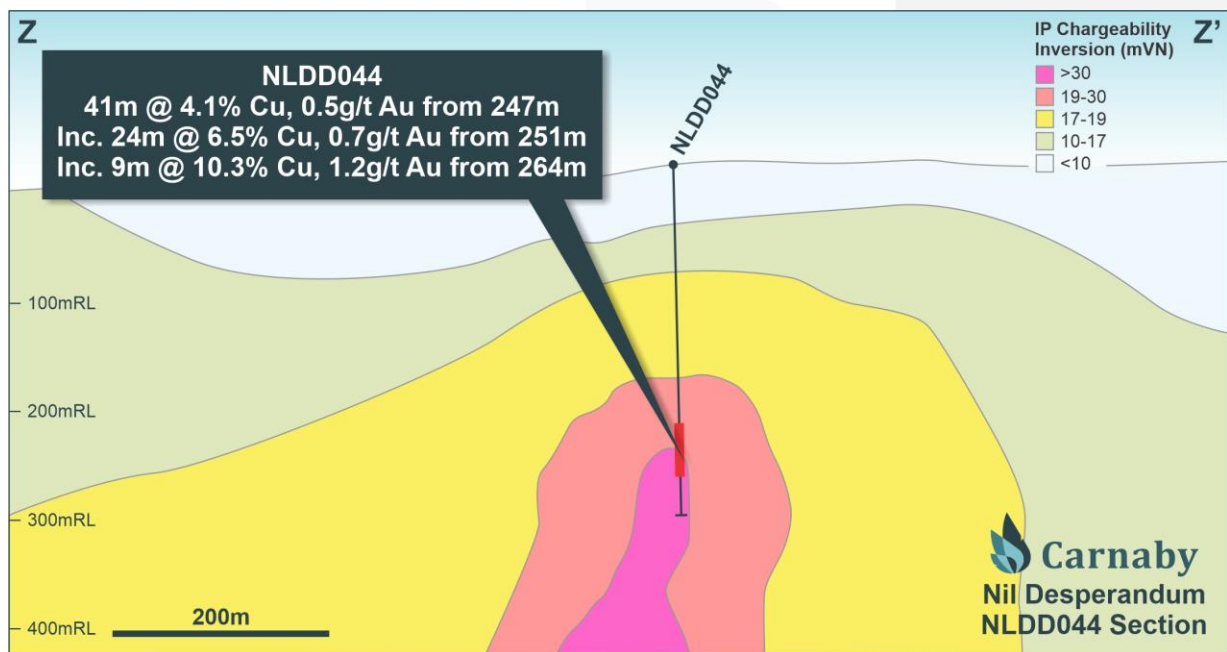 Z
Z'
IP Chargeability
Inversion (mVN)
>30
19-30
17-19
10-17
<10
NLDD044
41m @ 4.1% Cu, 0.5g/t Au from 247m
Inc. 24m @ 6.5% Cu, 0.7g/t Au from 251m
Inc. 9m @ 10.3% Cu, 1.2g/t Au from 264m
NLDD044
100mRL
200mRL
300mRL
400mRL
200m
Carnaby
Nil Desperandum
NLDD044 Section